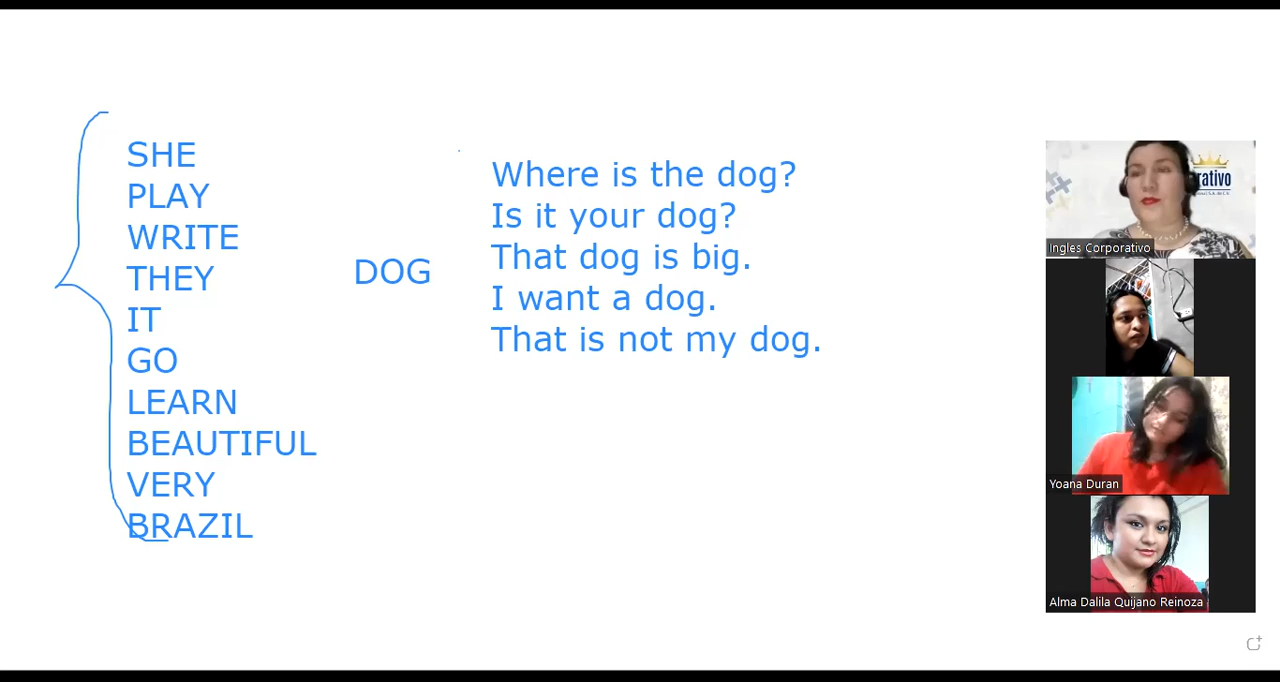 SHE
PLAY
WRITE
THEY
IT
GO
LEARN
BEAUTIFUL
VERY
BRAZIL
DOG
Where is the dog?
Is it your dog?
That dog is big.
I want a dog.
That is not my dog.
rativo
Ingles Corporativo
Yoana Duran
Alma Dalila Quijano Reinoza